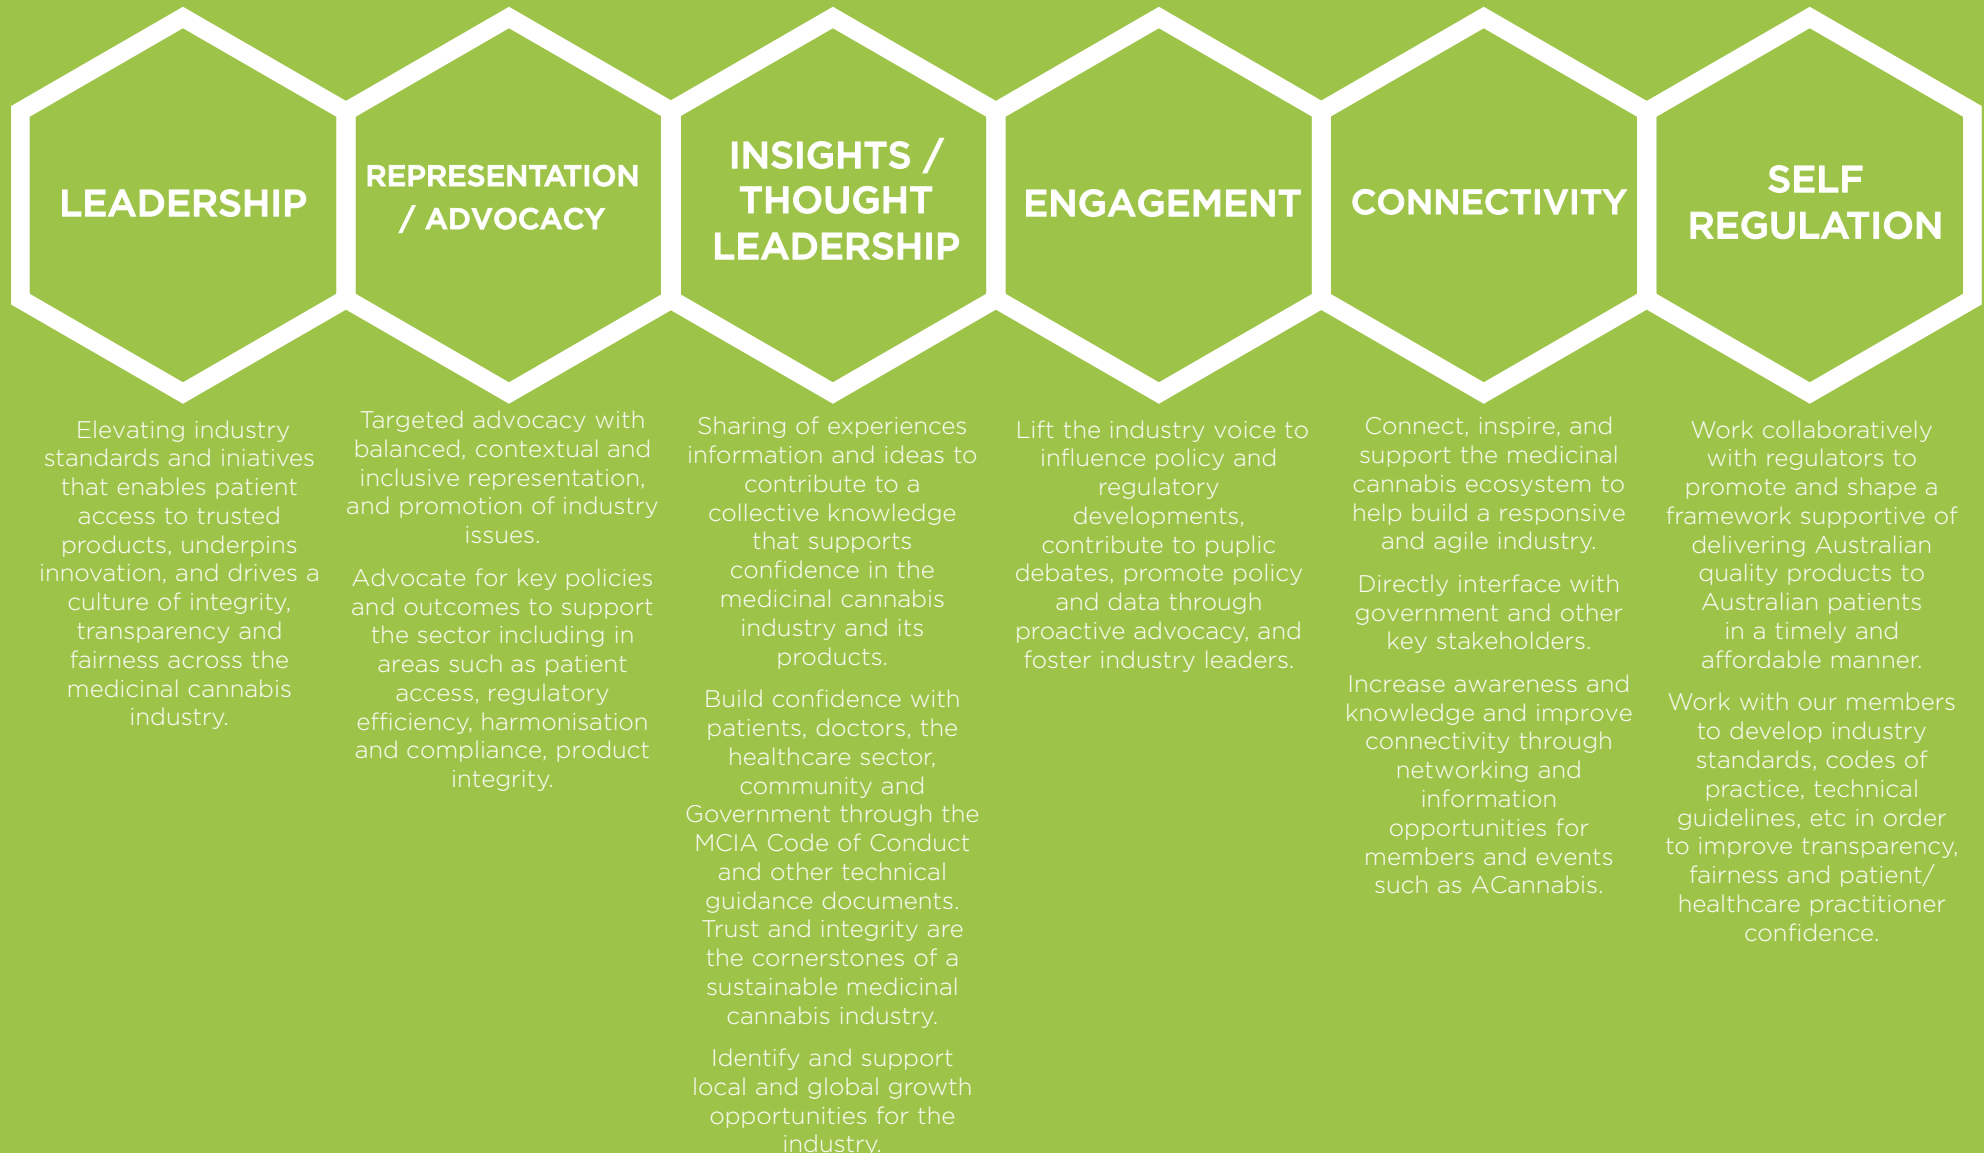 LEADERSHIP
Elevating industry
standards and iniatives
that enables patient
access to trusted
products, underpins
innovation, and drives a
culture of integrity,
transparency and
fairness across the
medicinal cannabis
industry.
REPRESENTATION
/ ADVOCACY
Targeted advocacy with
balanced, contextual and
inclusive representation,
and promotion of industry
issues.
Advocate for key policies
and outcomes to support
the sector including in
areas such as patient
access, regulatory
efficiency, harmonisation
and compliance, product
integrity.
INSIGHTS /
THOUGHT
LEADERSHIP
Sharing of experiences
information and ideas to
contribute to a
collective knowledge
that supports
confidence in the
medicinal cannabis
industry and its
products.
Build confidence with
patients, doctors, the
healthcare sector,
community and
Government through the
MCIA Code of Conduct
and other technical
guidance documents.
Trust and integrity are
the cornerstones of a
sustainable medicinal
cannabis industry.
Identify and support
local and global growth
opportunities for the
industry.
ENGAGEMENT
Lift the industry voice to
influence policy and
regulatory
developments,
contribute to puplic
debates, promote policy
and data through
proactive advocacy, and
foster industry leaders.
CONNECTIVITY
Connect, inspire, and
support the medicinal
cannabis ecosystem to
help build a responsive
and agile industry.
Directly interface with
government and other
key stakeholders.
Increase awareness and
knowledge and improve
connectivity through
networking and
information
opportunities for
members and events
such as ACannabis.
SELF
REGULATION
Work collaboratively
with regulators to
promote and shape a
framework supportive of
delivering Australian
quality products to
Australian patients
in a timely and
affordable manner.
Work with our members
to develop industry
standards, codes of
practice, technical
guidelines, etc in order
to improve transparency,
fairness and patient/
healthcare practitioner
confidence.